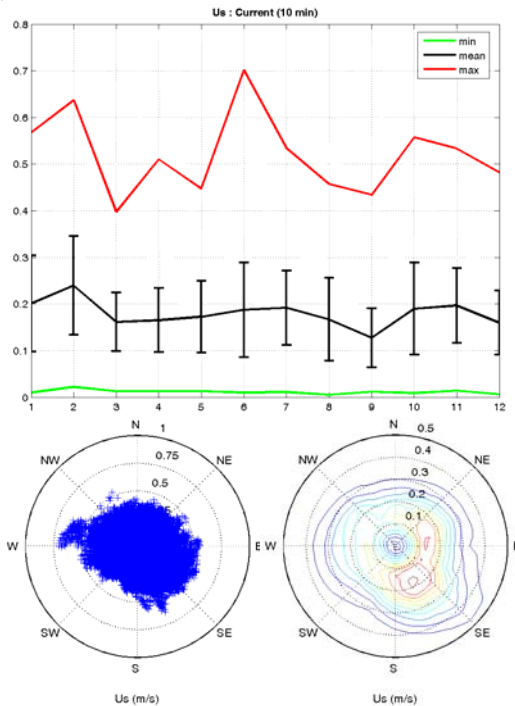 Us : Current (10 min)
min
mean
max
0.8
0.7
0.6
0.5
0.4
0.3
0.2
0.1
0
1 2 3 4 5 6 7 8 9 10 11 12
N
1
0.75
0.5
NW
NE
W
E
SW
SE
S
Us (m/s)
N
0.5
0.4
0.3
0.2
0.1
NW
NE
W
SW
SE
S
Us (m/s)